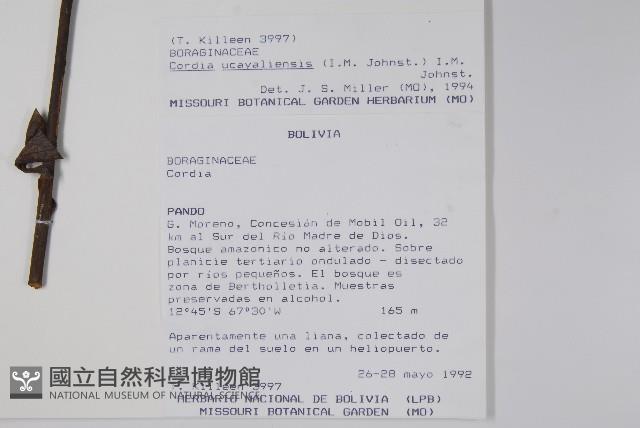 (T. Killeen 3997)
BORAGINACEAE
Cordia ucayaliensis (I.M. Johnst.) I.M.
Johnst.
Det. J. S. Miller (MO), 1994
MISSOURI BOTANICAL GARDEN HERBARIUM (MO)
BOLIVIA
BORAGINACEAE
Cordia
PANDO
G. Moreno, Concesión de Mobil Oil, 32
km al Sur del Río Madre de Dios.
Bosque amazonico no alterado. Sobre
planicie tertiario ondulado - disectado
por ríos pequeños. El bosque es
zona de Bertholletia. Muestras
preservadas en alcohol.
12°45'S 67°30'W 165 m
Aparentamente una liana, colectado de
un rama del suelo en un heliopuerto.
26-28 mayo 1992
T. Killeen 3997
HERBARIO NACIONAL DE BOLIVIA (LPB)
MISSOURI BOTANICAL GARDEN (MO)
國立自然科學博物館
NATIONAL MUSEUM OF NATURAL SCIENCE